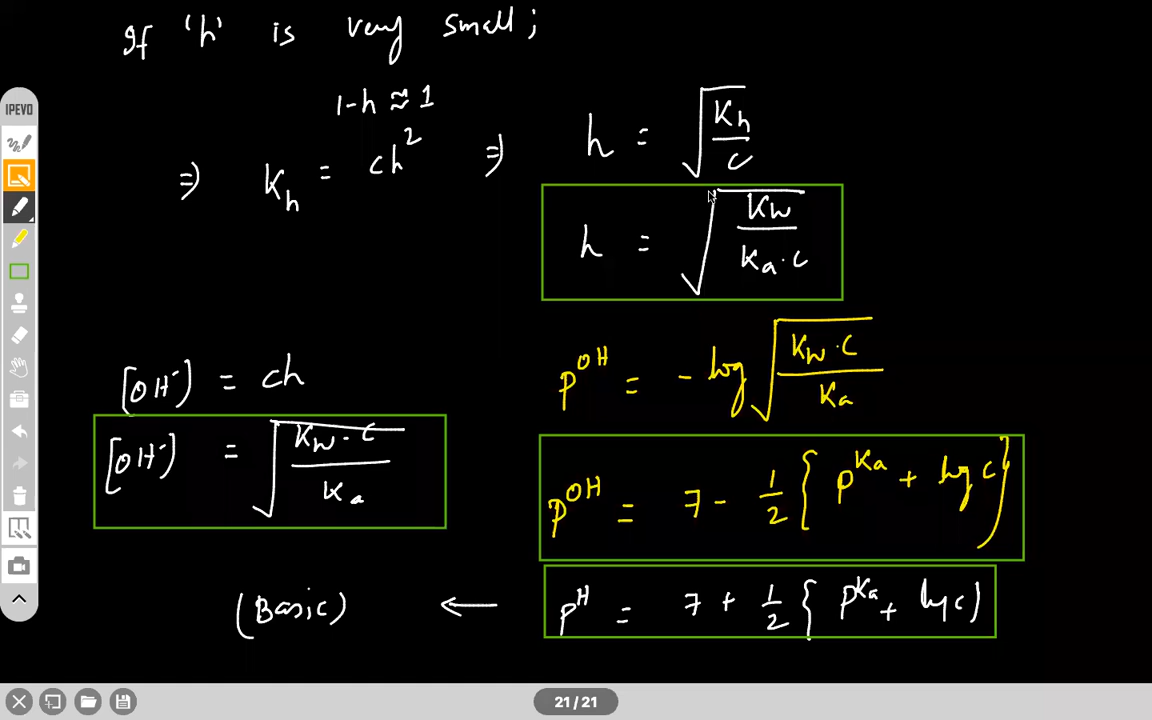 IPEVO
If 'h' is very small;
1-h ≈ 1
⇒ Kh = ch² ⇒ h = √(Kh/c)
h = √(Kw/Ka·c)
[OH⁻] = ch
pOH = -log √(Kw·c/Ka)
[OH⁻] = √(Kw·c/Ka)
pOH = 7 - 1/2 { pKa + log c }
(Basic) ← pH = 7 + 1/2 { pKa + log c )
21/21